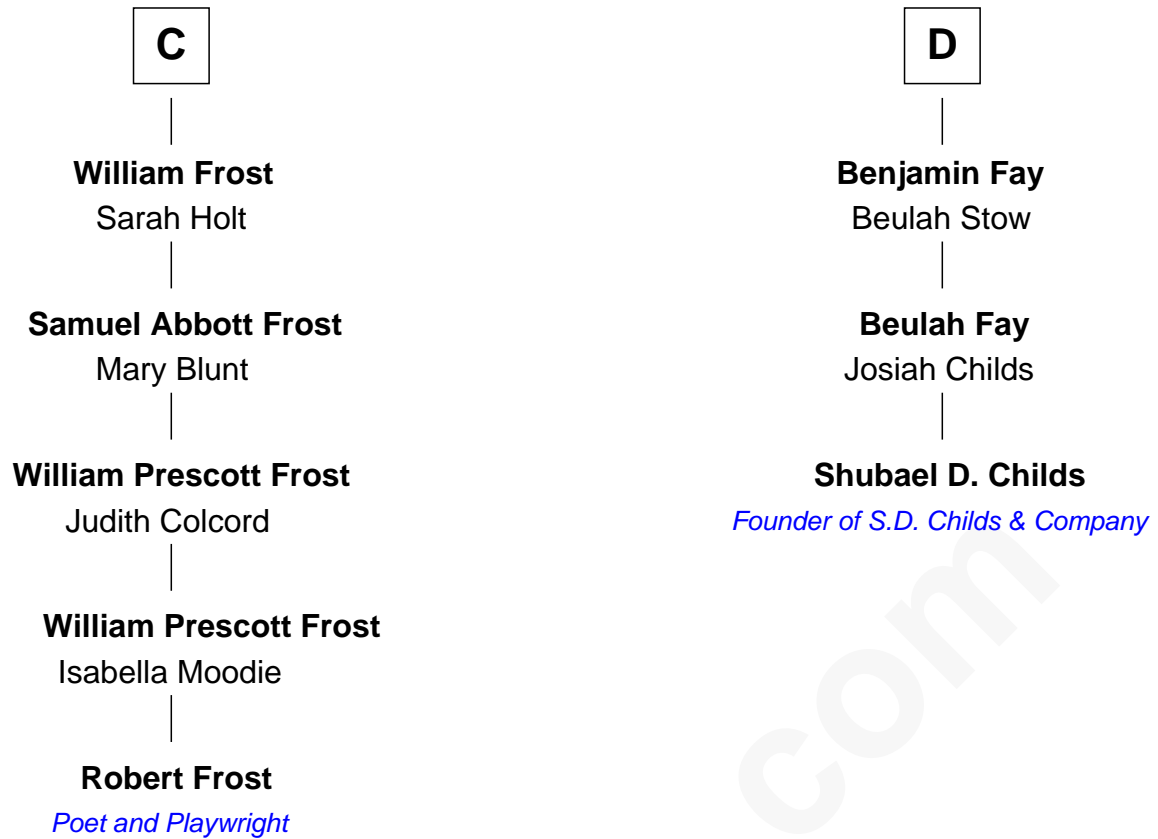 C
William Frost
Sarah Holt
Samuel Abbott Frost
Mary Blunt
William Prescott Frost
Judith Colcord
William Prescott Frost
Isabella Moodie
Robert Frost
Poet and Playwright
D
Benjamin Fay
Beulah Stow
Beulah Fay
Josiah Childs
Shubael D. Childs
Founder of S.D. Childs & Company
com